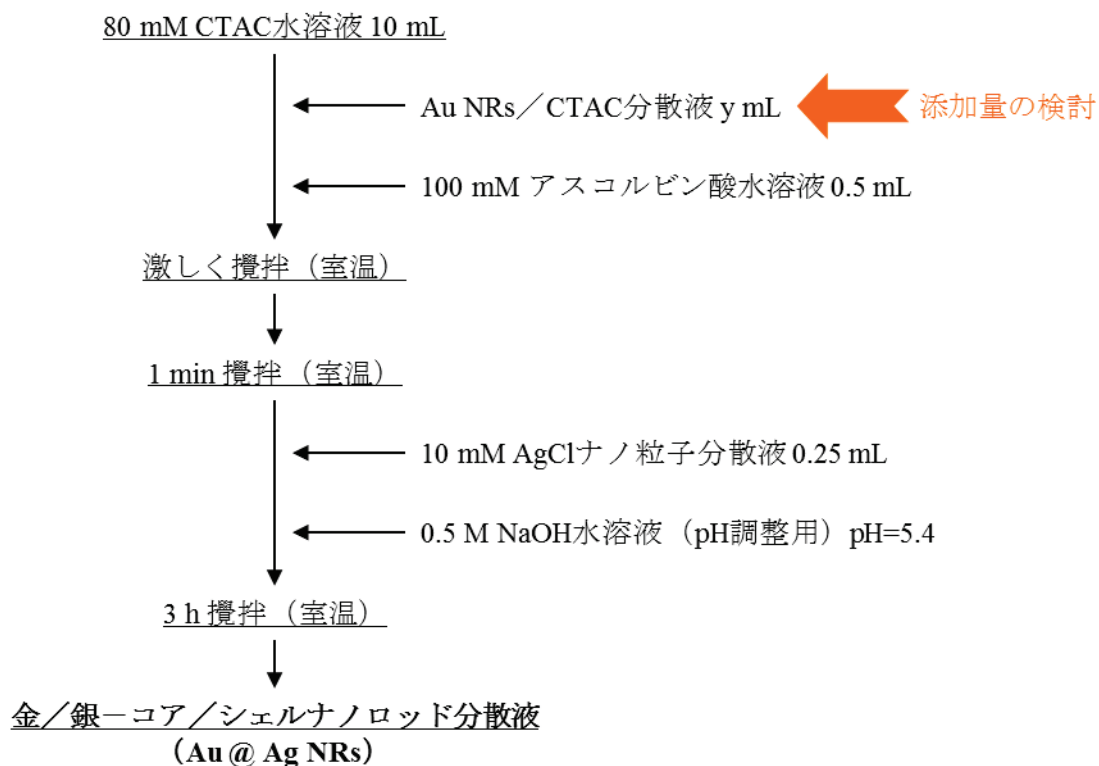 80 mM CTAC水溶液 10 mL
Au NRs／CTAC分散液 y mL
添加量の検討
100 mM アスコルビン酸水溶液 0.5 mL
激しく攪拌（室温）
1 min 攪拌（室温）
10 mM AgClナノ粒子分散液 0.25 mL
0.5 M NaOH水溶液（pH調整用）pH=5.4
3 h 攪拌（室温）
金／銀－コア／シェルナノロッド分散液
（Au @ Ag NRs）